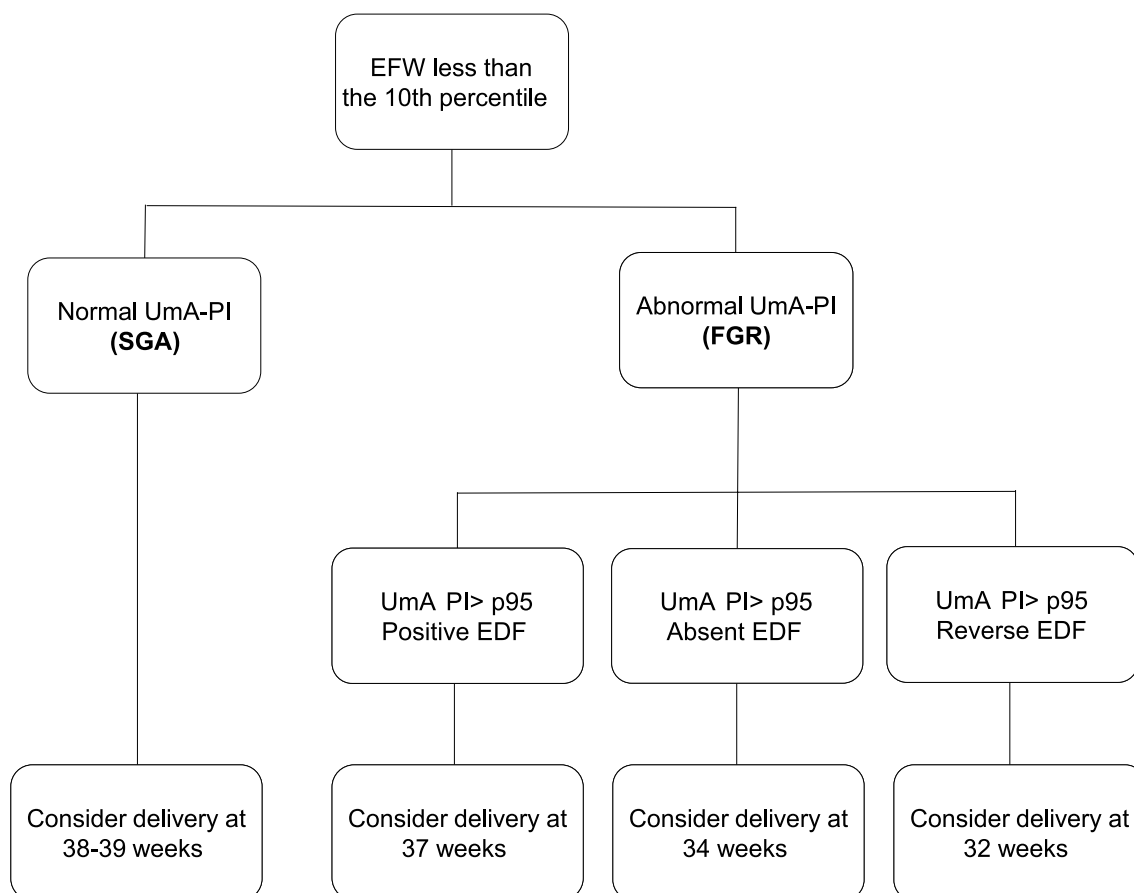 EFW less than
the 10th percentile
Normal UmA-PI
(SGA)
Abnormal UmA-PI
(FGR)
UmA PI> p95
Positive EDF
UmA PI> p95
Absent EDF
UmA PI> p95
Reverse EDF
Consider delivery at
38-39 weeks
Consider delivery at
37 weeks
Consider delivery at
34 weeks
Consider delivery at
32 weeks